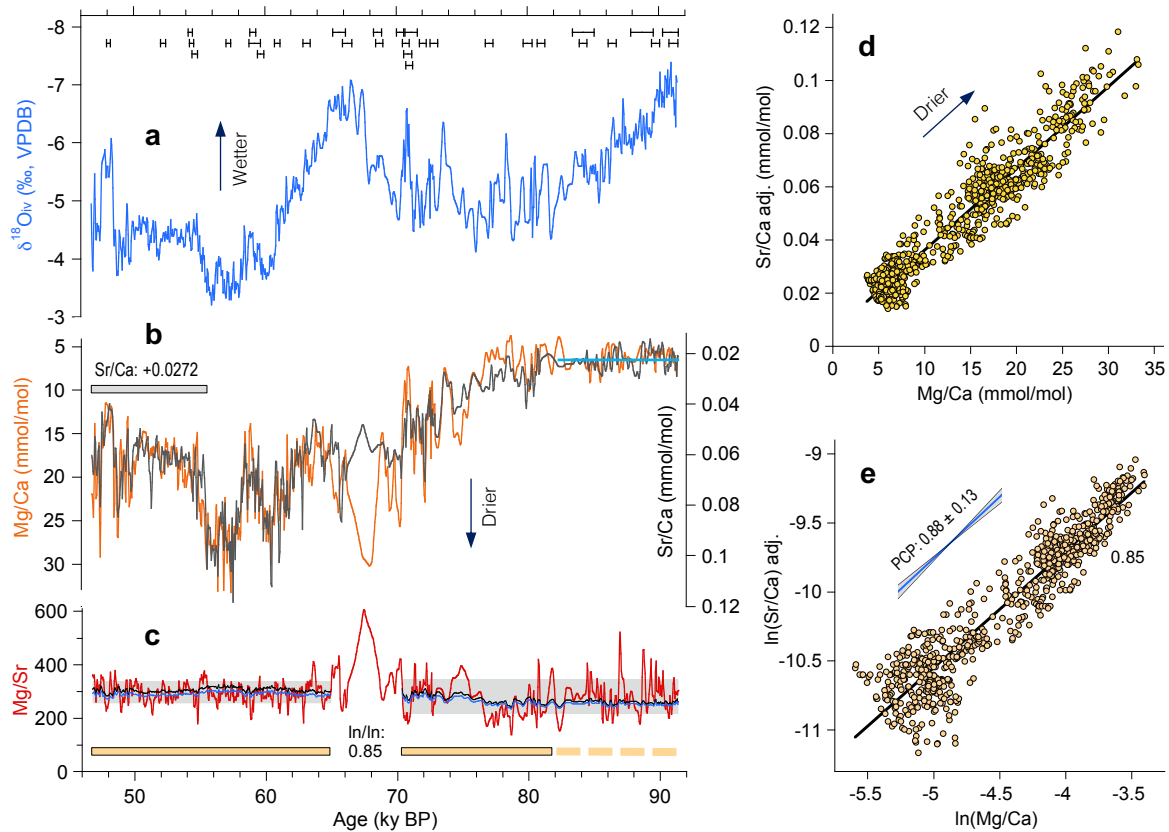 a
δ18Oiv (‰, VPDB)
-8
-7
-6
-5
-4
-3
Wetter
b
Sr/Ca: +0.0272
Mg/Ca (mmol/mol)
5
10
15
20
25
30
Drier
Sr/Ca (mmol/mol)
0.02
0.04
0.06
0.08
0.1
0.12
c
Mg/Sr
600
400
200
0
ln/ln:
0.85
50 60 70 80 90
Age (ky BP)
d
Sr/Ca adj. (mmol/mol)
0.12
0.1
0.08
0.06
0.04
0.02
0
Drier
0 5 10 15 20 25 30 35
Mg/Ca (mmol/mol)
e
ln(Sr/Ca) adj.
-9
-9.5
-10
-10.5
-11
PCP: 0.88 ± 0.13
0.85
-5.5 -5 -4.5 -4 -3.5
ln(Mg/Ca)